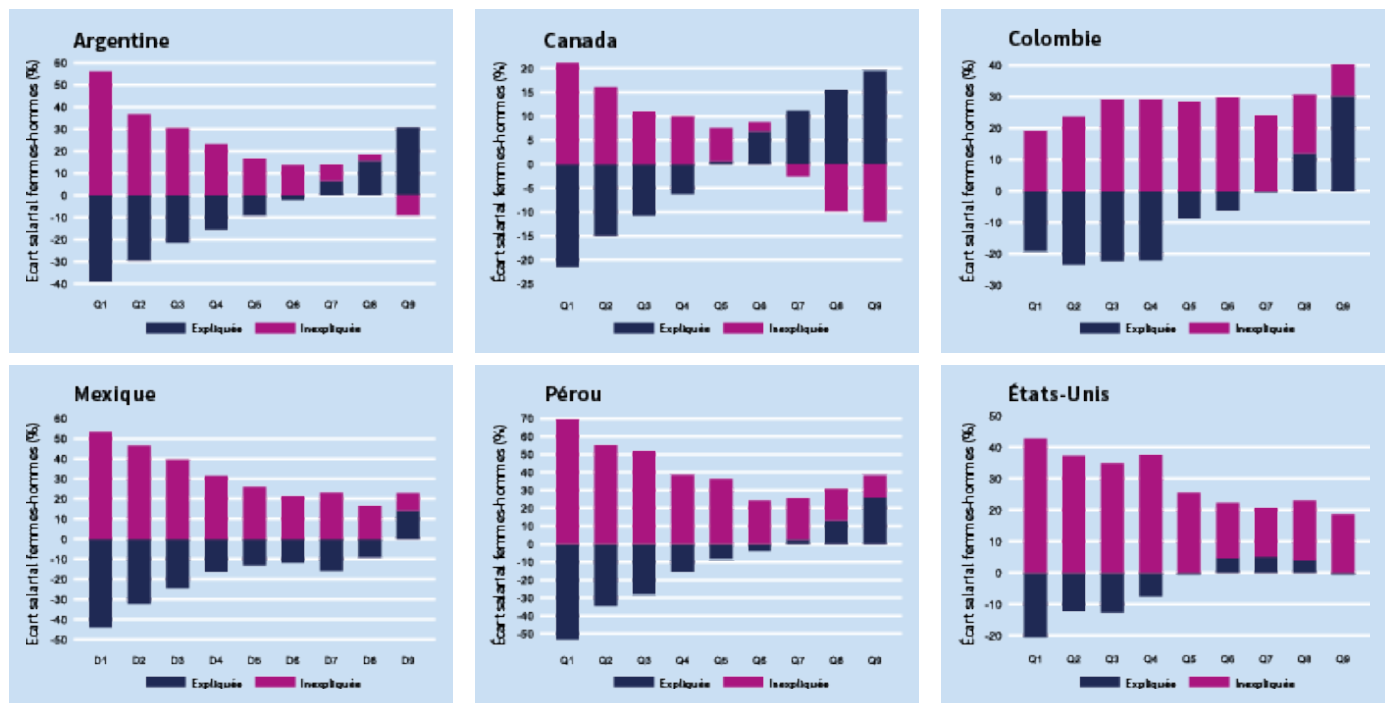 Argentine
Écart salarial femmes-hommes (%)
60
50
40
30
20
10
0
-10
-20
-30
-40
Q1 Q2 Q3 Q4 Q5 Q6 Q7 Q8 Q9
Expliquée Inexpliquée
Canada
Écart salarial femmes-hommes (%)
20
15
10
5
0
-5
-10
-15
-20
-25
Q1 Q2 Q3 Q4 Q5 Q6 Q7 Q8 Q9
Expliquée Inexpliquée
Colombie
Écart salarial femmes-hommes (%)
40
30
20
10
0
-10
-20
-30
Q1 Q2 Q3 Q4 Q5 Q6 Q7 Q8 Q9
Expliquée Inexpliquée
Mexique
Écart salarial femmes-hommes (%)
60
50
40
30
20
10
0
-10
-20
-30
-40
-50
D1 D2 D3 D4 D5 D6 D7 D8 D9
Expliquée Inexpliquée
Pérou
Écart salarial femmes-hommes (%)
70
60
50
40
30
20
10
0
-10
-20
-30
-40
-50
Q1 Q2 Q3 Q4 Q5 Q6 Q7 Q8 Q9
Expliquée Inexpliquée
États-Unis
Écart salarial femmes-hommes (%)
50
40
30
20
10
0
-10
-20
Q1 Q2 Q3 Q4 Q5 Q6 Q7 Q8 Q9
Expliquée Inexpliquée